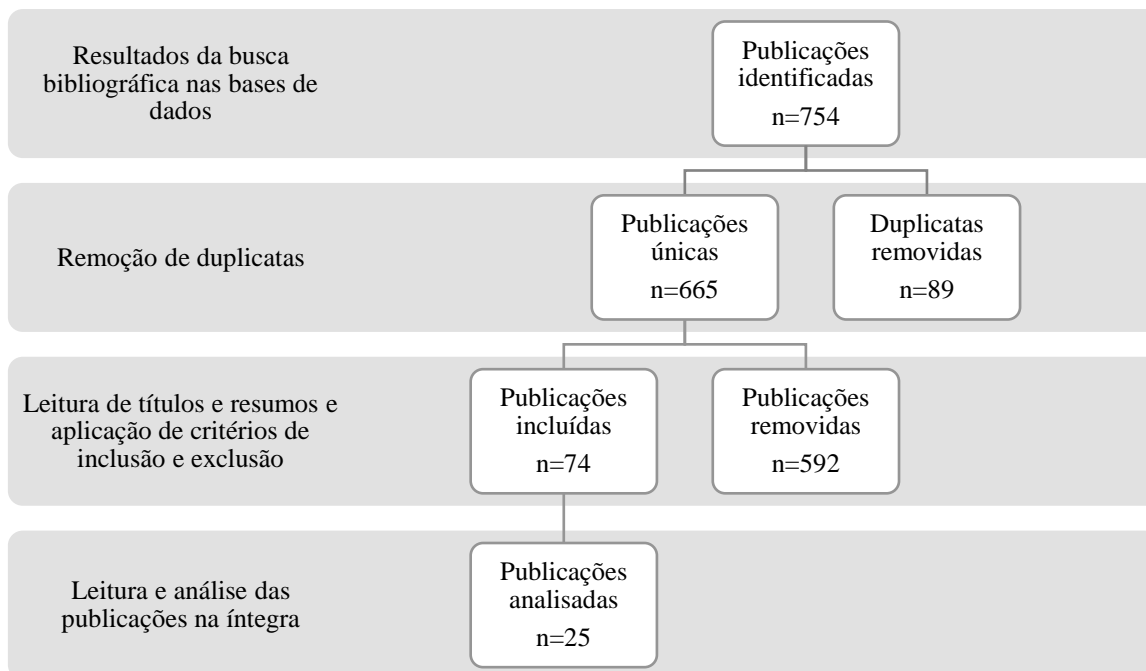 Resultados da busca
bibliográfica nas bases de
dados
Publicações
identificadas
n=754
Remoção de duplicatas
Publicações
únicas
n=665
Duplicatas
removidas
n=89
Leitura de títulos e resumos e
aplicação de critérios de
inclusão e exclusão
Publicações
incluídas
n=74
Publicações
removidas
n=592
Leitura e análise das
publicações na íntegra
Publicações
analisadas
n=25